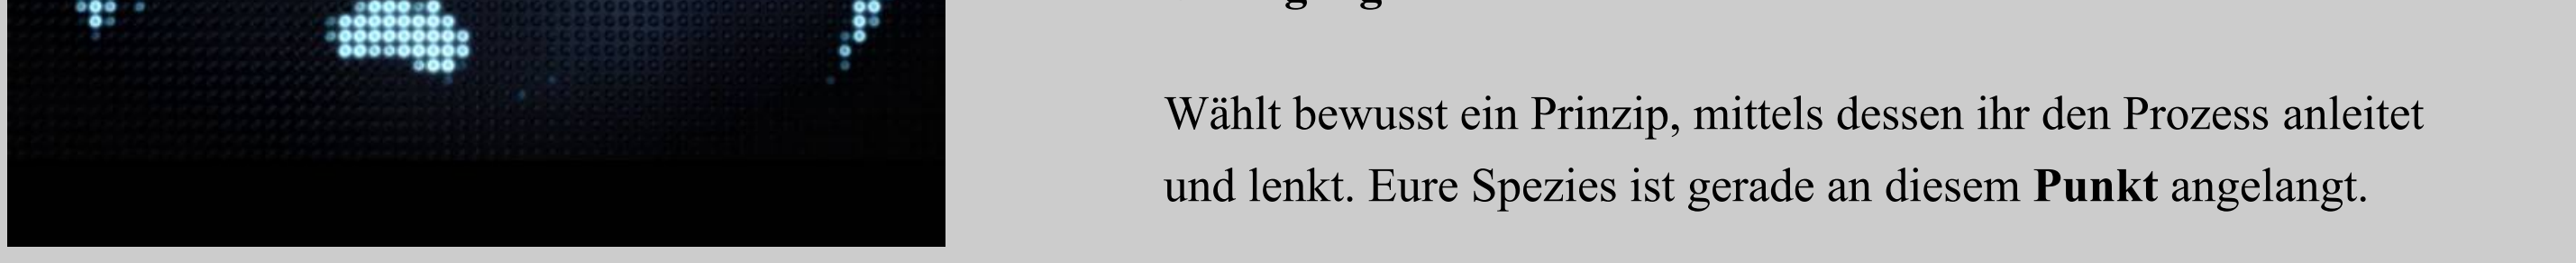 Wählt bewusst ein Prinzip, mittels dessen ihr den Prozess anleitet
und lenkt. Eure Spezies ist gerade an diesem Punkt angelangt.